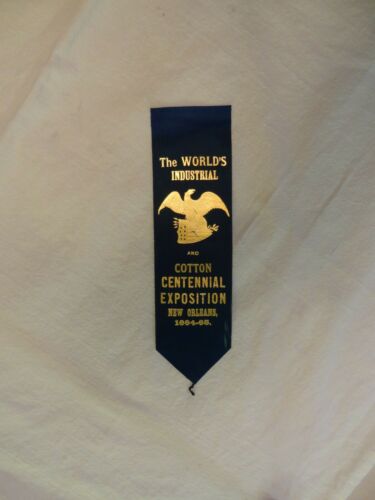 The WORLD'S
INDUSTRIAL
AND
COTTON
CENTENNIAL
EXPOSITION
NEW ORLEANS,
1884-85.